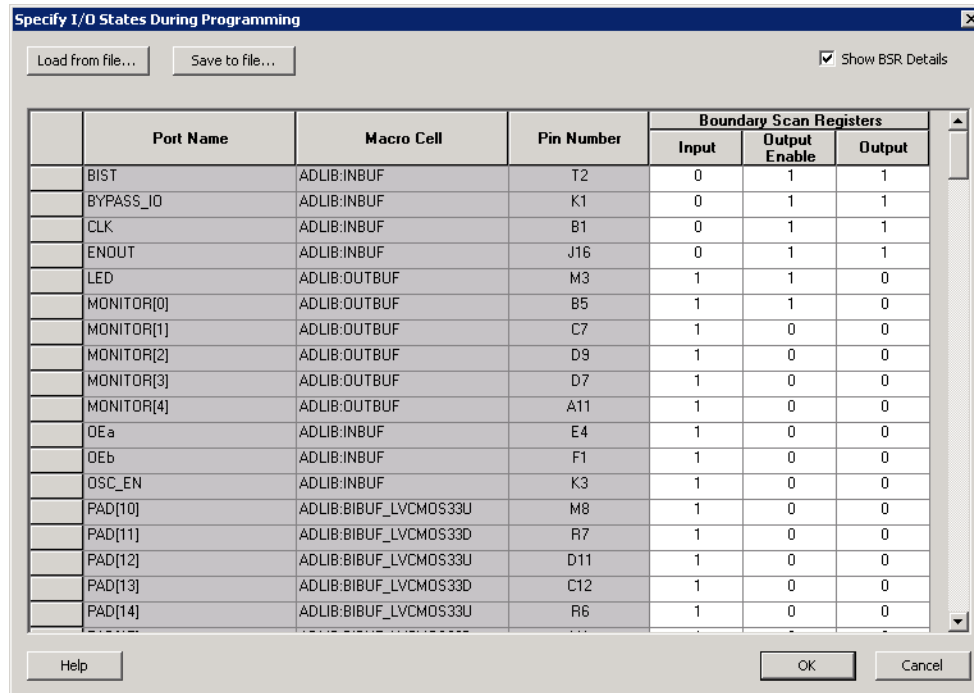 Specify I/O States During Programming
Load from file... Save to file... Show BSR Details
Port Name Macro Cell Pin Number Boundary Scan Registers
Input Output Enable Output
BIST ADLIB:INBUF T2 0 1 1
BYPASS_IO ADLIB:INBUF K1 0 1 1
CLK ADLIB:INBUF B1 0 1 1
ENOUT ADLIB:INBUF J16 0 1 1
LED ADLIB:OUTBUF M3 1 1 0
MONITOR[0] ADLIB:OUTBUF B5 1 1 0
MONITOR[1] ADLIB:OUTBUF C7 1 0 0
MONITOR[2] ADLIB:OUTBUF D9 1 0 0
MONITOR[3] ADLIB:OUTBUF D7 1 0 0
MONITOR[4] ADLIB:OUTBUF A11 1 0 0
OEa ADLIB:INBUF E4 1 0 0
OEb ADLIB:INBUF F1 1 0 0
OSC_EN ADLIB:INBUF K3 1 0 0
PAD[10] ADLIB:BIBUF_LVCMOS33U M8 1 0 0
PAD[11] ADLIB:BIBUF_LVCMOS33D R7 1 0 0
PAD[12] ADLIB:BIBUF_LVCMOS33U D11 1 0 0
PAD[13] ADLIB:BIBUF_LVCMOS33D C12 1 0 0
PAD[14] ADLIB:BIBUF_LVCMOS33U R6 1 0 0
Help OK Cancel